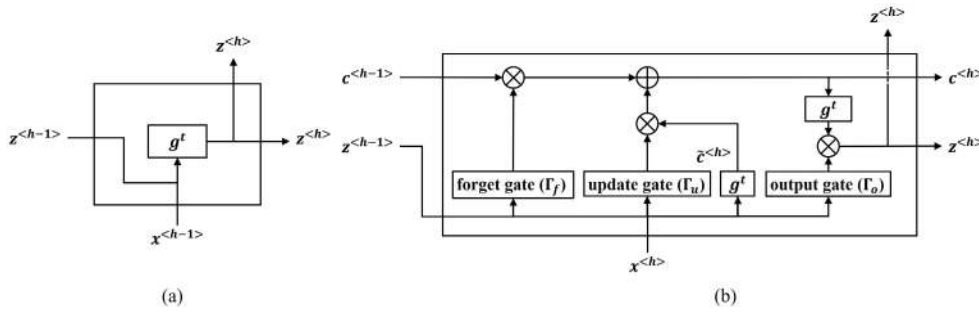 z^{<h>}
z^{<h-1>}
g^t
z^{<h>}
x^{<h-1>}
(a)
z^{<h>}
c^{<h-1>}
c^{<h>}
g^t
z^{<h-1>}
z^{<h>}
c̃^{<h>}
forget gate (Γ_f)
update gate (Γ_u)
g^t
output gate (Γ_o)
x^{<h>}
(b)